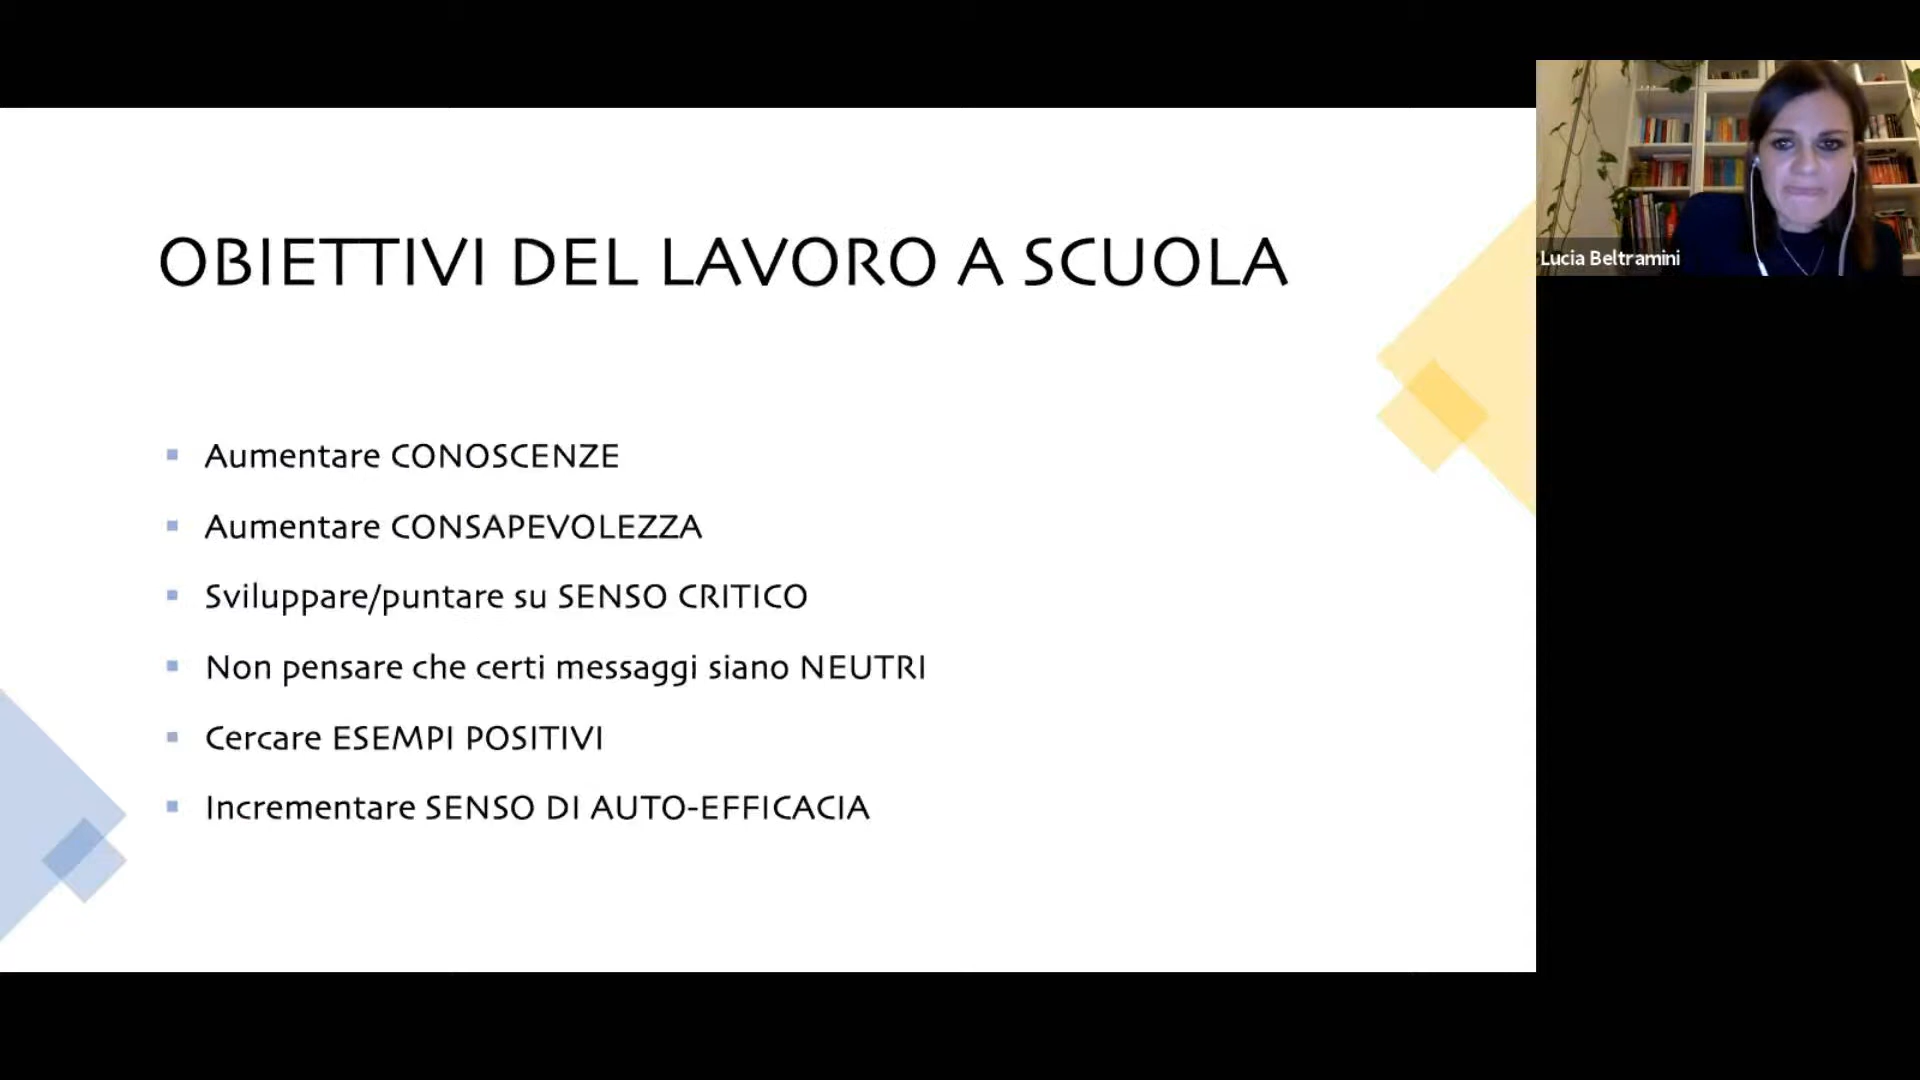 OBIETTIVI DEL LAVORO A SCUOLA
Aumentare CONOSCENZE
Aumentare CONSAPEVOLEZZA
Sviluppare/puntare su SENSO CRITICO
Non pensare che certi messaggi siano NEUTRI
Cercare ESEMPI POSITIVI
Incrementare SENSO DI AUTO-EFFICACIA
Lucia Beltramini